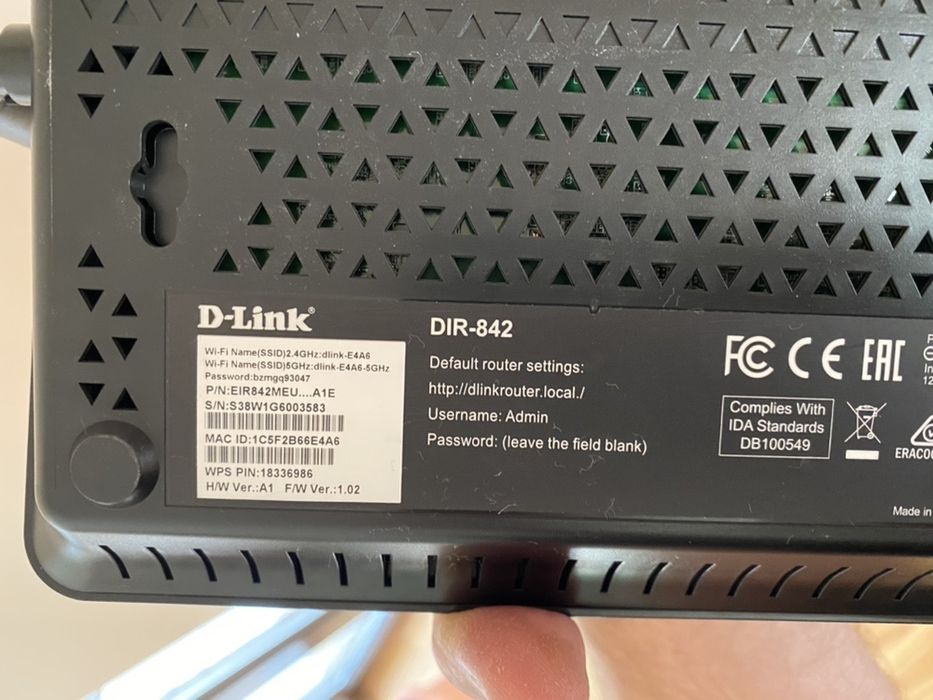 D-Link®
Wi-Fi Name(SSID)2.4GHz:dlink-E4A6
Wi-Fi Name(SSID)5GHz:dlink-E4A6-5GHz
Password:bzmgq93047
P/N:EIR842MEU....A1E
S/N:S38W1G6003583
MAC ID:1C5F2B66E4A6
WPS PIN:18336986
H/W Ver.:A1 F/W Ver.:1.02
DIR-842
Default router settings:
http://dlinkrouter.local./
Username: Admin
Password: (leave the field blank)
FCC CE EAC
Complies With
IDA Standards
DB100549
Made in